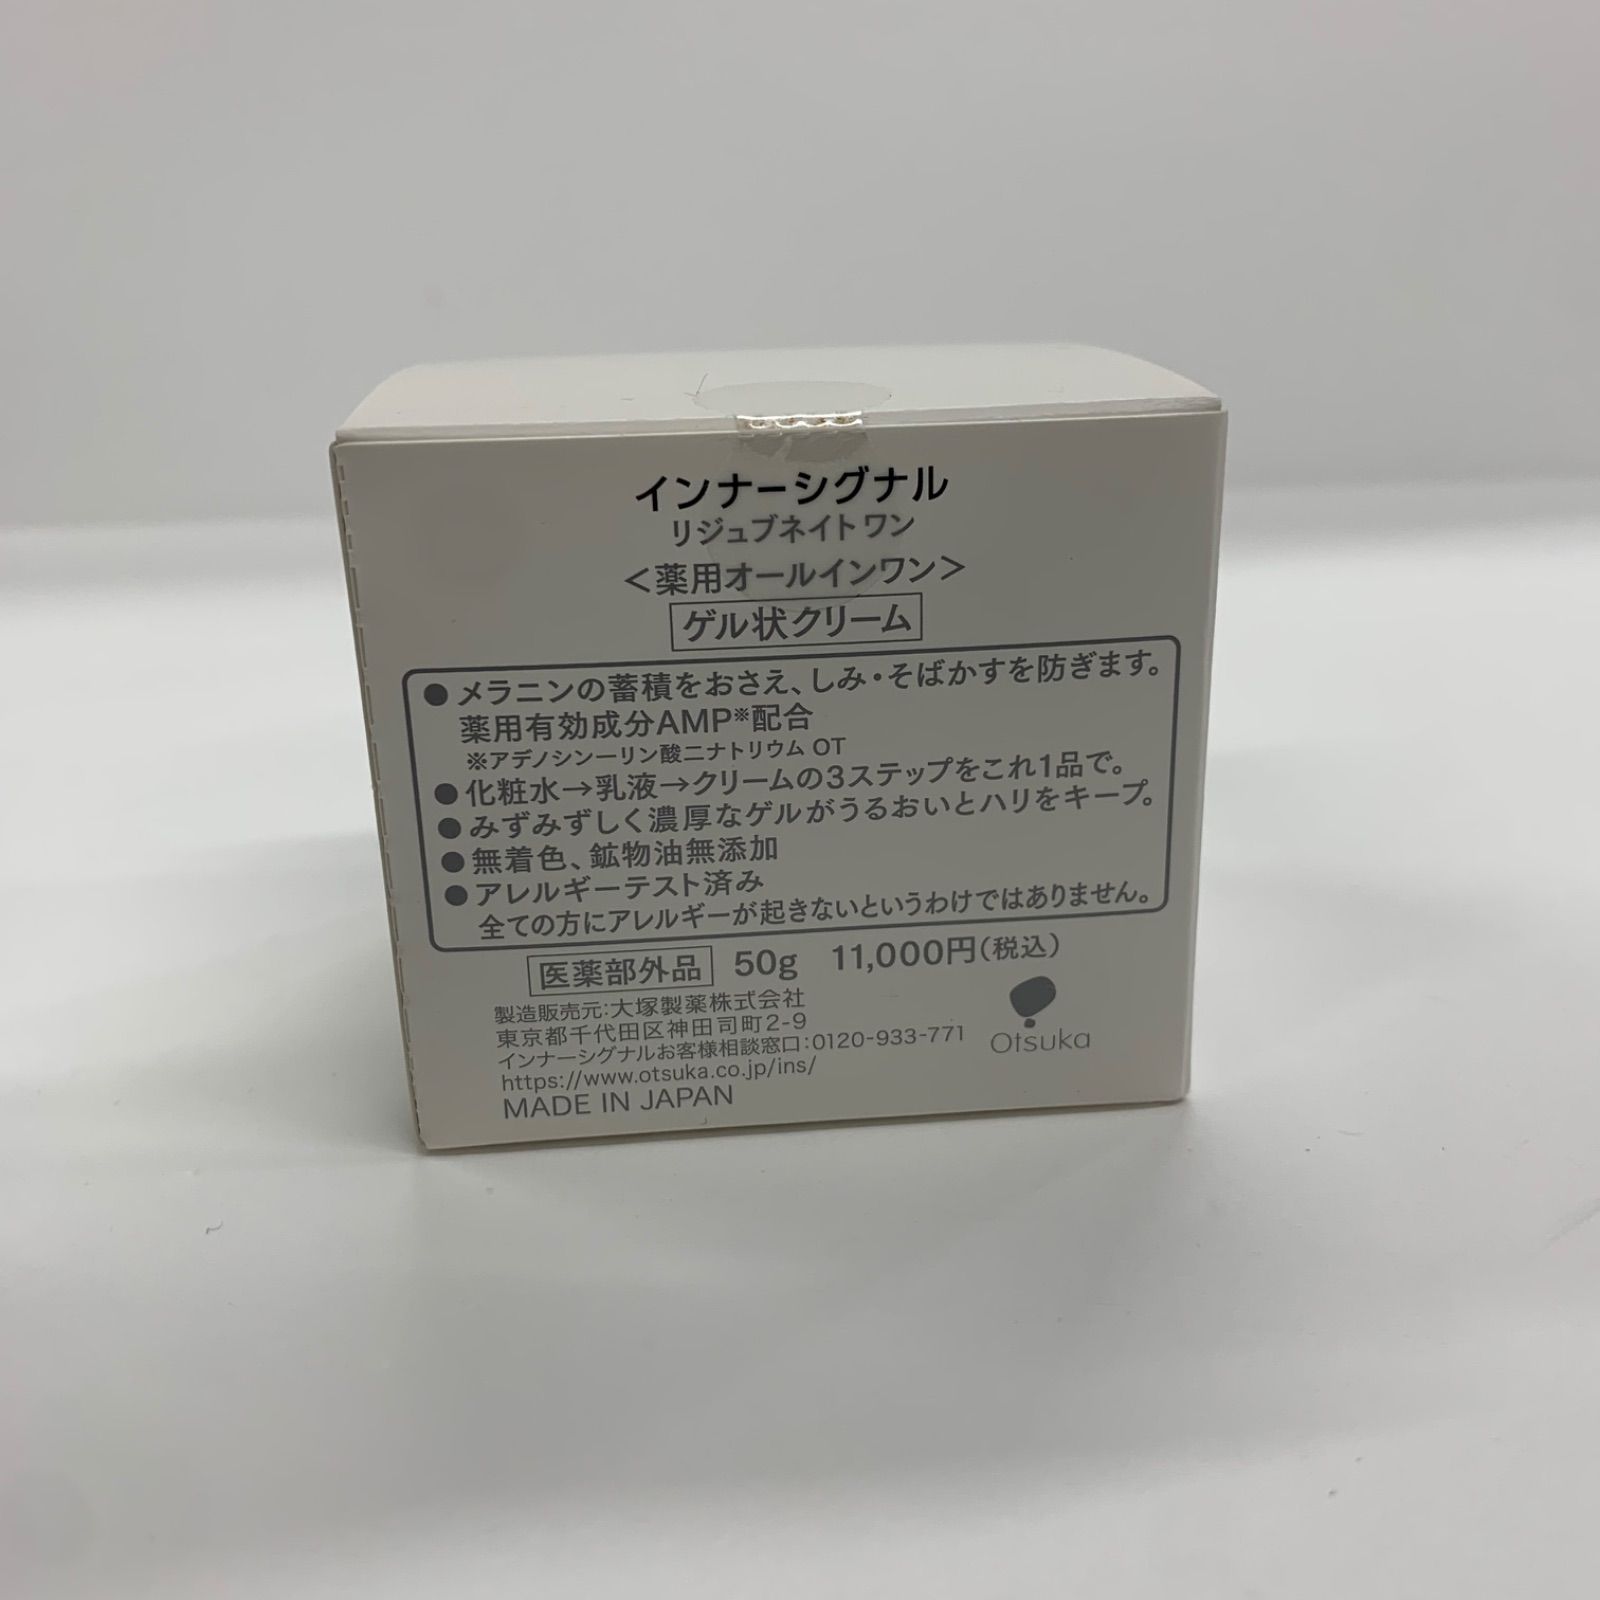 インナーシグナル
リジュブネイト ワン
＜薬用オールインワン＞
ゲル状クリーム
●メラニンの蓄積をおさえ、しみ・そばかすを防ぎます。
薬用有効成分AMP※配合
※アデノシン一リン酸二ナトリウム OT
●化粧水→乳液→クリームの3ステップをこれ1品で。
●みずみずしく濃厚なゲルがうるおいとハリをキープ。
●無着色、鉱物油無添加
●アレルギーテスト済み
全ての方にアレルギーが起きないというわけではありません。
医薬部外品 50g 11,000円(税込)
製造販売元:大塚製薬株式会社
東京都千代田区神田司町2-9
インナーシグナルお客様相談窓口:0120-933-771
https://www.otsuka.co.jp/ins/
MADE IN JAPAN
Otsuka